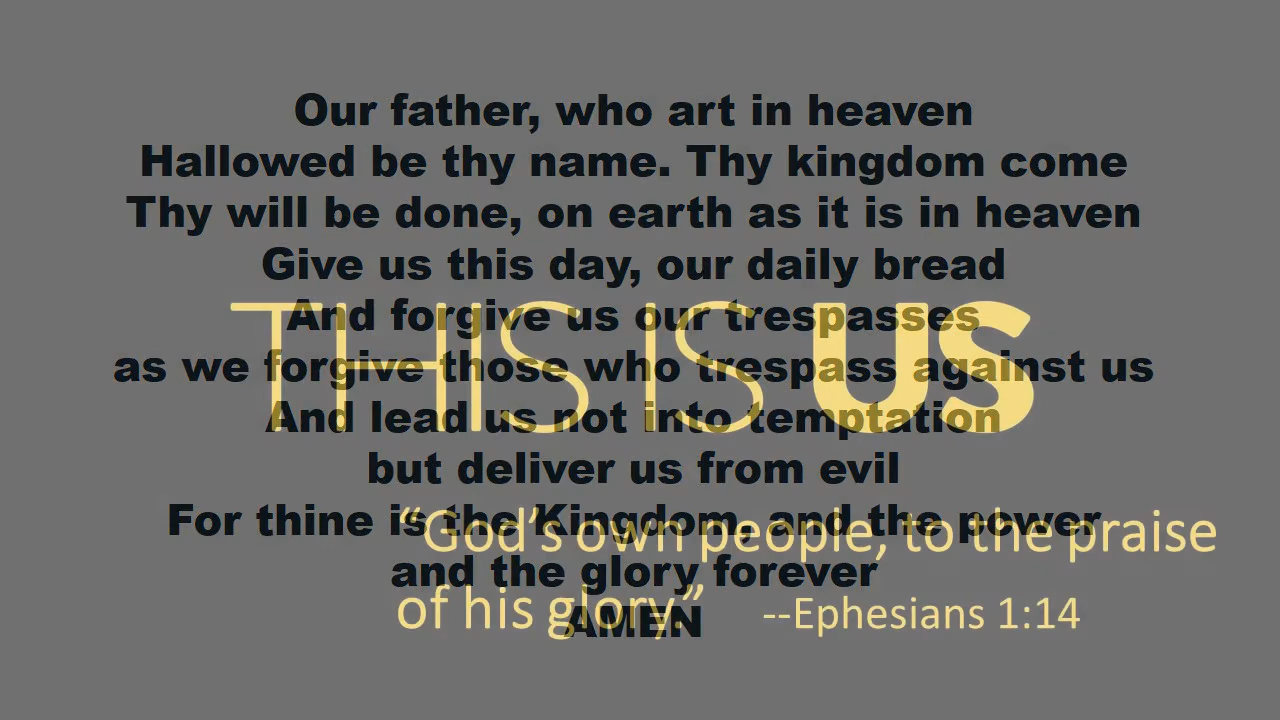 Our father, who art in heaven
Hallowed be thy name. Thy kingdom come
Thy will be done, on earth as it is in heaven
Give us this day, our daily bread
And forgive us our trespasses
as we forgive those who trespass against us
And lead us not into temptation
but deliver us from evil
For thine is the Kingdom, and the power
and the glory forever
AMEN
THIS IS US
“God’s own people, to the praise
of his glory.” --Ephesians 1:14